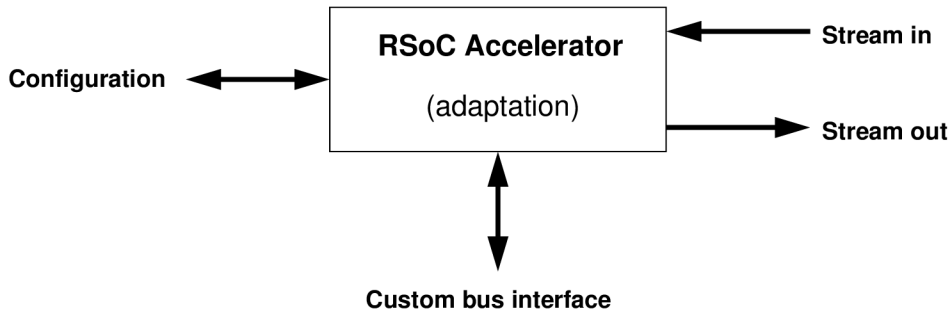 RSoC Accelerator
(adaptation)
Configuration
Stream in
Stream out
Custom bus interface